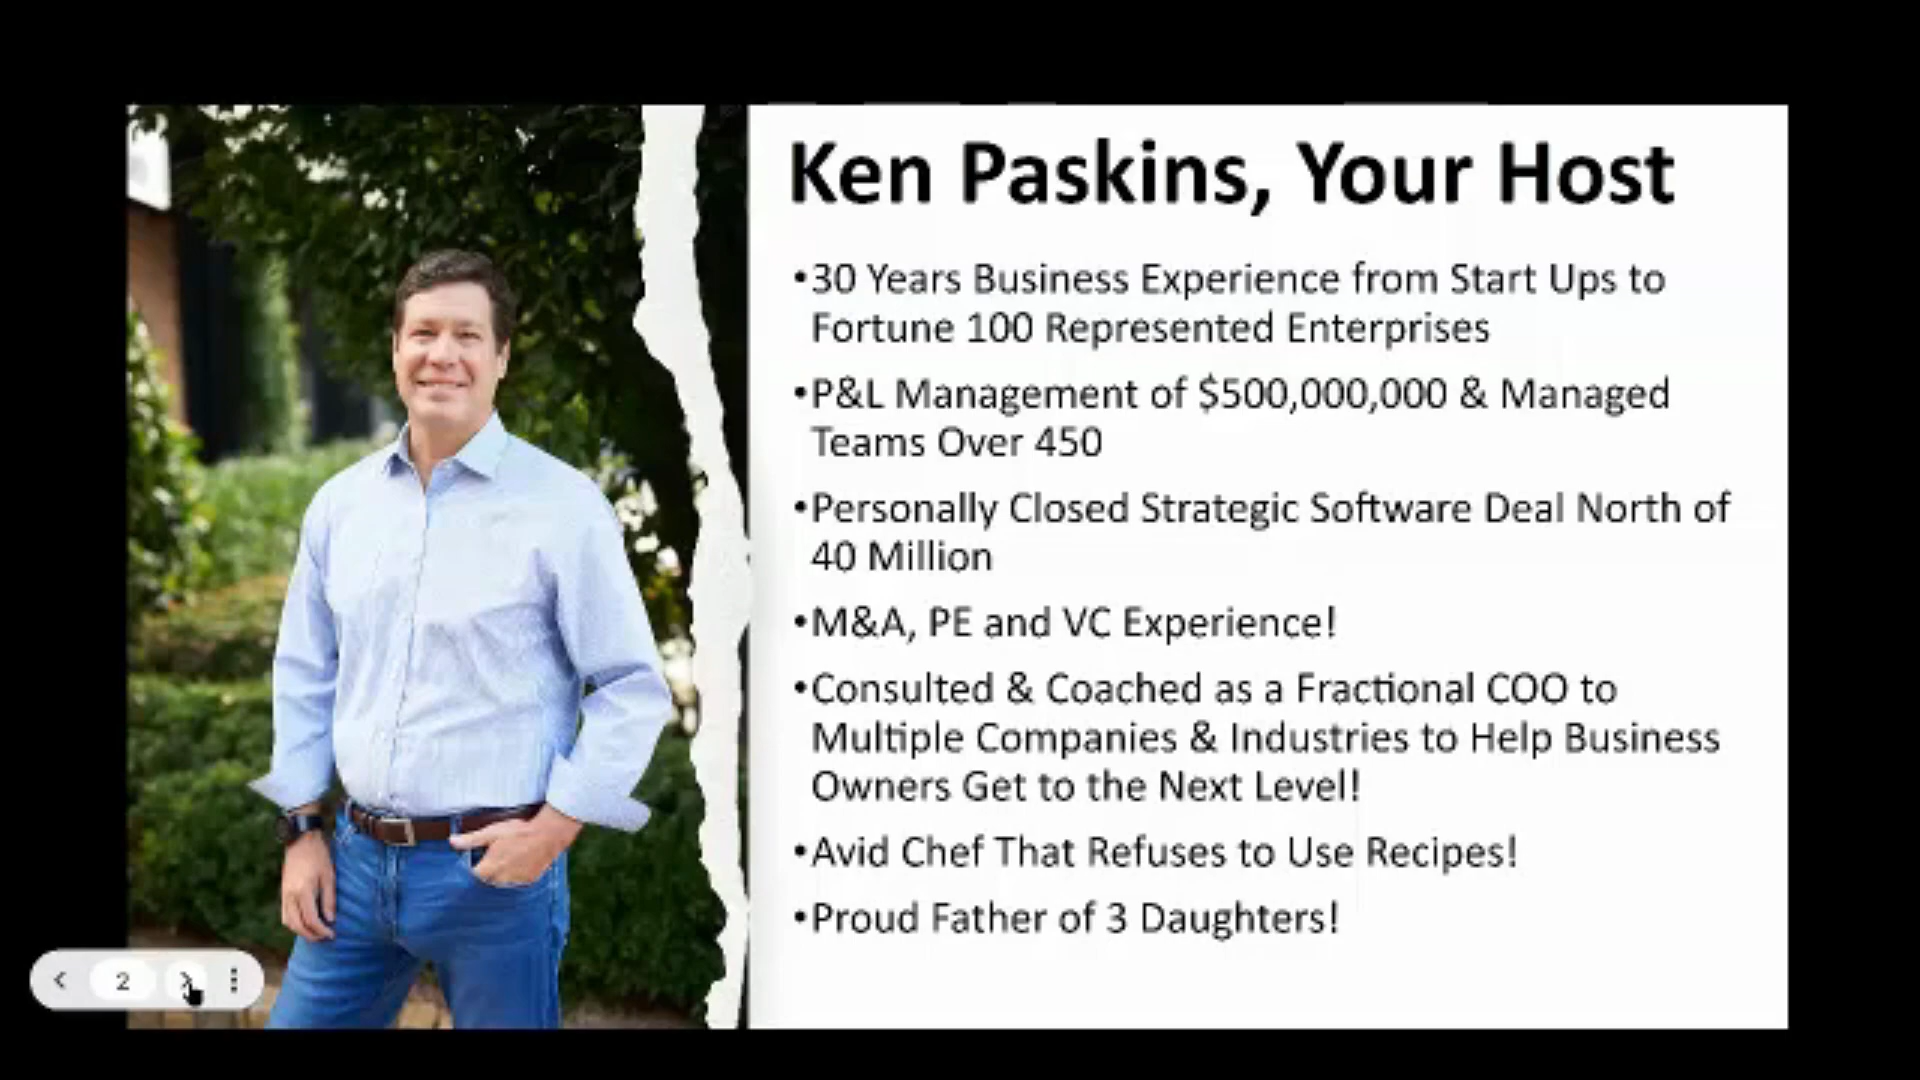 Ken Paskins, Your Host
•30 Years Business Experience from Start Ups to
Fortune 100 Represented Enterprises
•P&L Management of $500,000,000 & Managed
Teams Over 450
•Personally Closed Strategic Software Deal North of
40 Million
•M&A, PE and VC Experience!
•Consulted & Coached as a Fractional COO to
Multiple Companies & Industries to Help Business
Owners Get to the Next Level!
•Avid Chef That Refuses to Use Recipes!
•Proud Father of 3 Daughters!
2